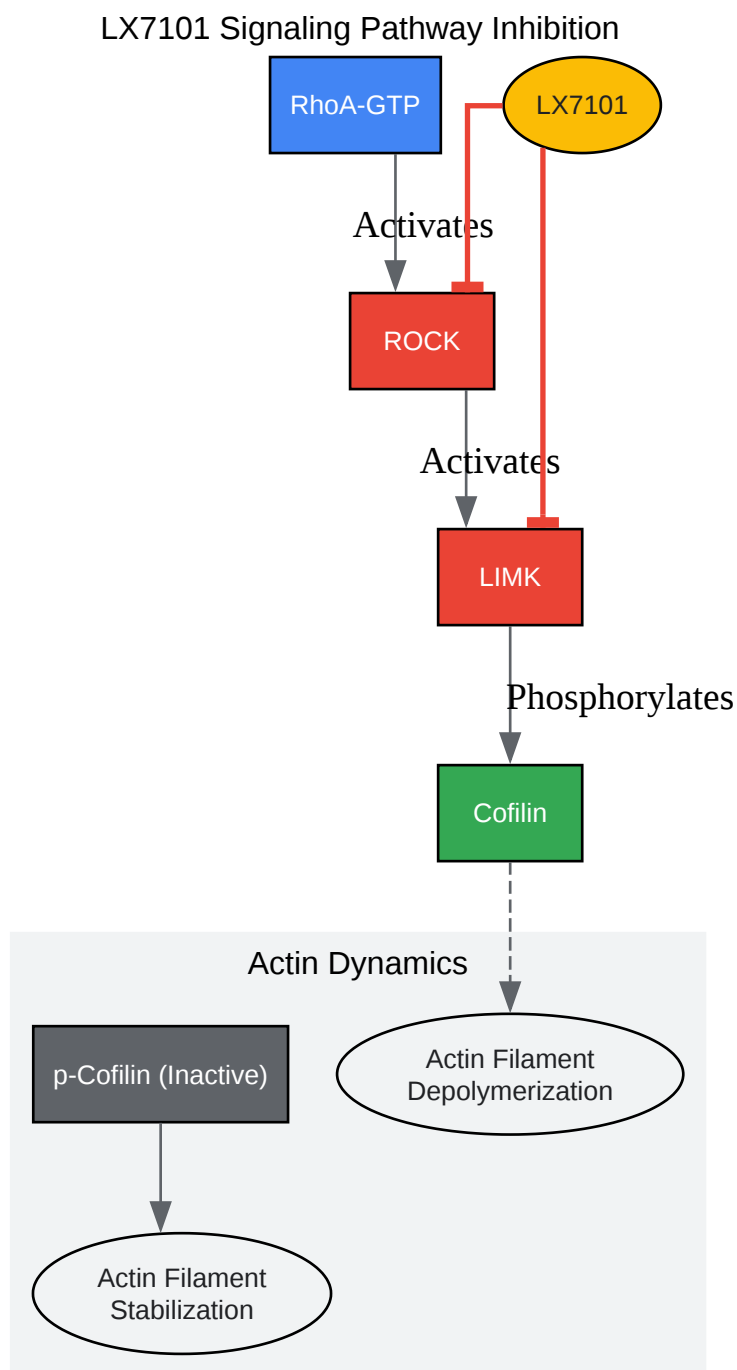 LX7101 Signaling Pathway Inhibition
RhoA-GTP
LX7101
Activates
ROCK
Activates
LIMK
Phosphorylates
Cofilin
Actin Dynamics
p-Cofilin (Inactive)
Actin Filament
Depolymerization
Actin Filament
Stabilization